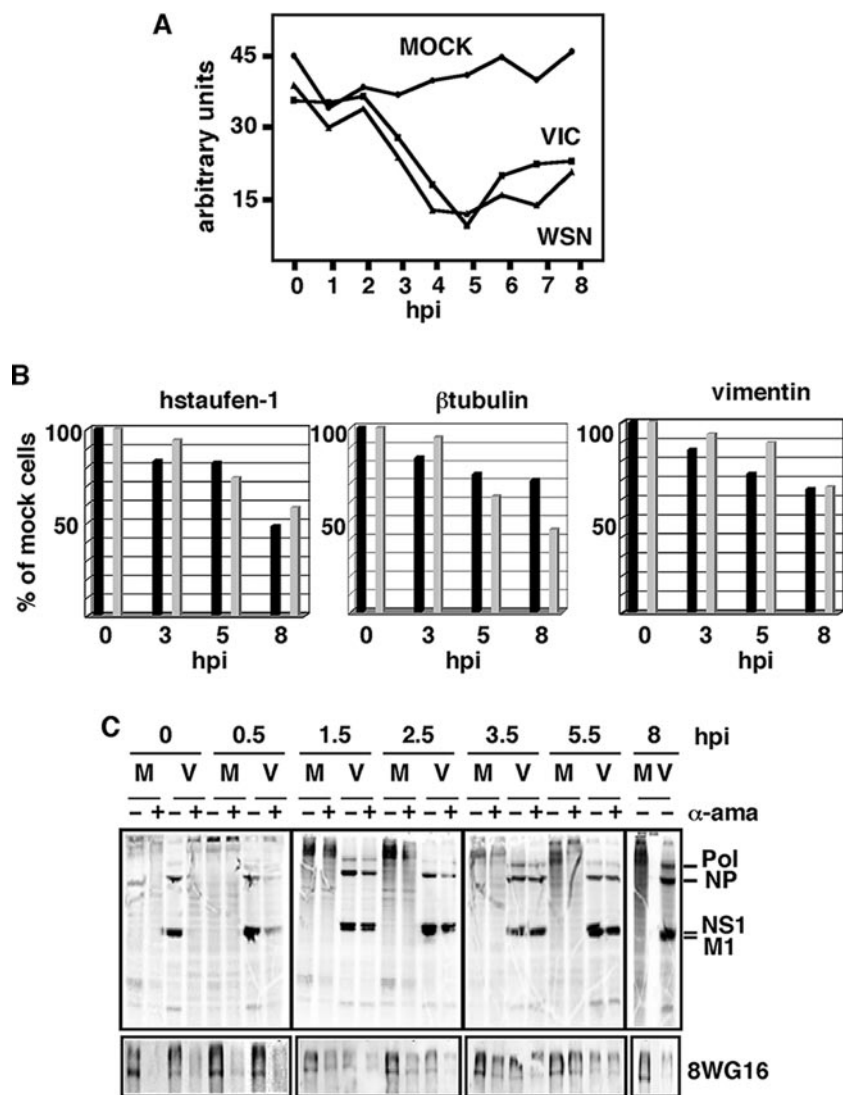 A
MOCK
VIC
WSN
arbitrary units
45
30
15
0 1 2 3 4 5 6 7 8
hpi
B
hstaufen-1 βtubulin vimentin
% of mock cells
100 100 100
50 50 50
0 3 5 8 0 3 5 8 0 3 5 8
hpi hpi hpi
C
0 0.5 1.5 2.5 3.5 5.5 8 hpi
M V M V M V M V M V M V M V
– + – + – + – + – + – + – + – + – + – + – + – + – – α-ama
Pol
NP
NS1
M1
8WG16